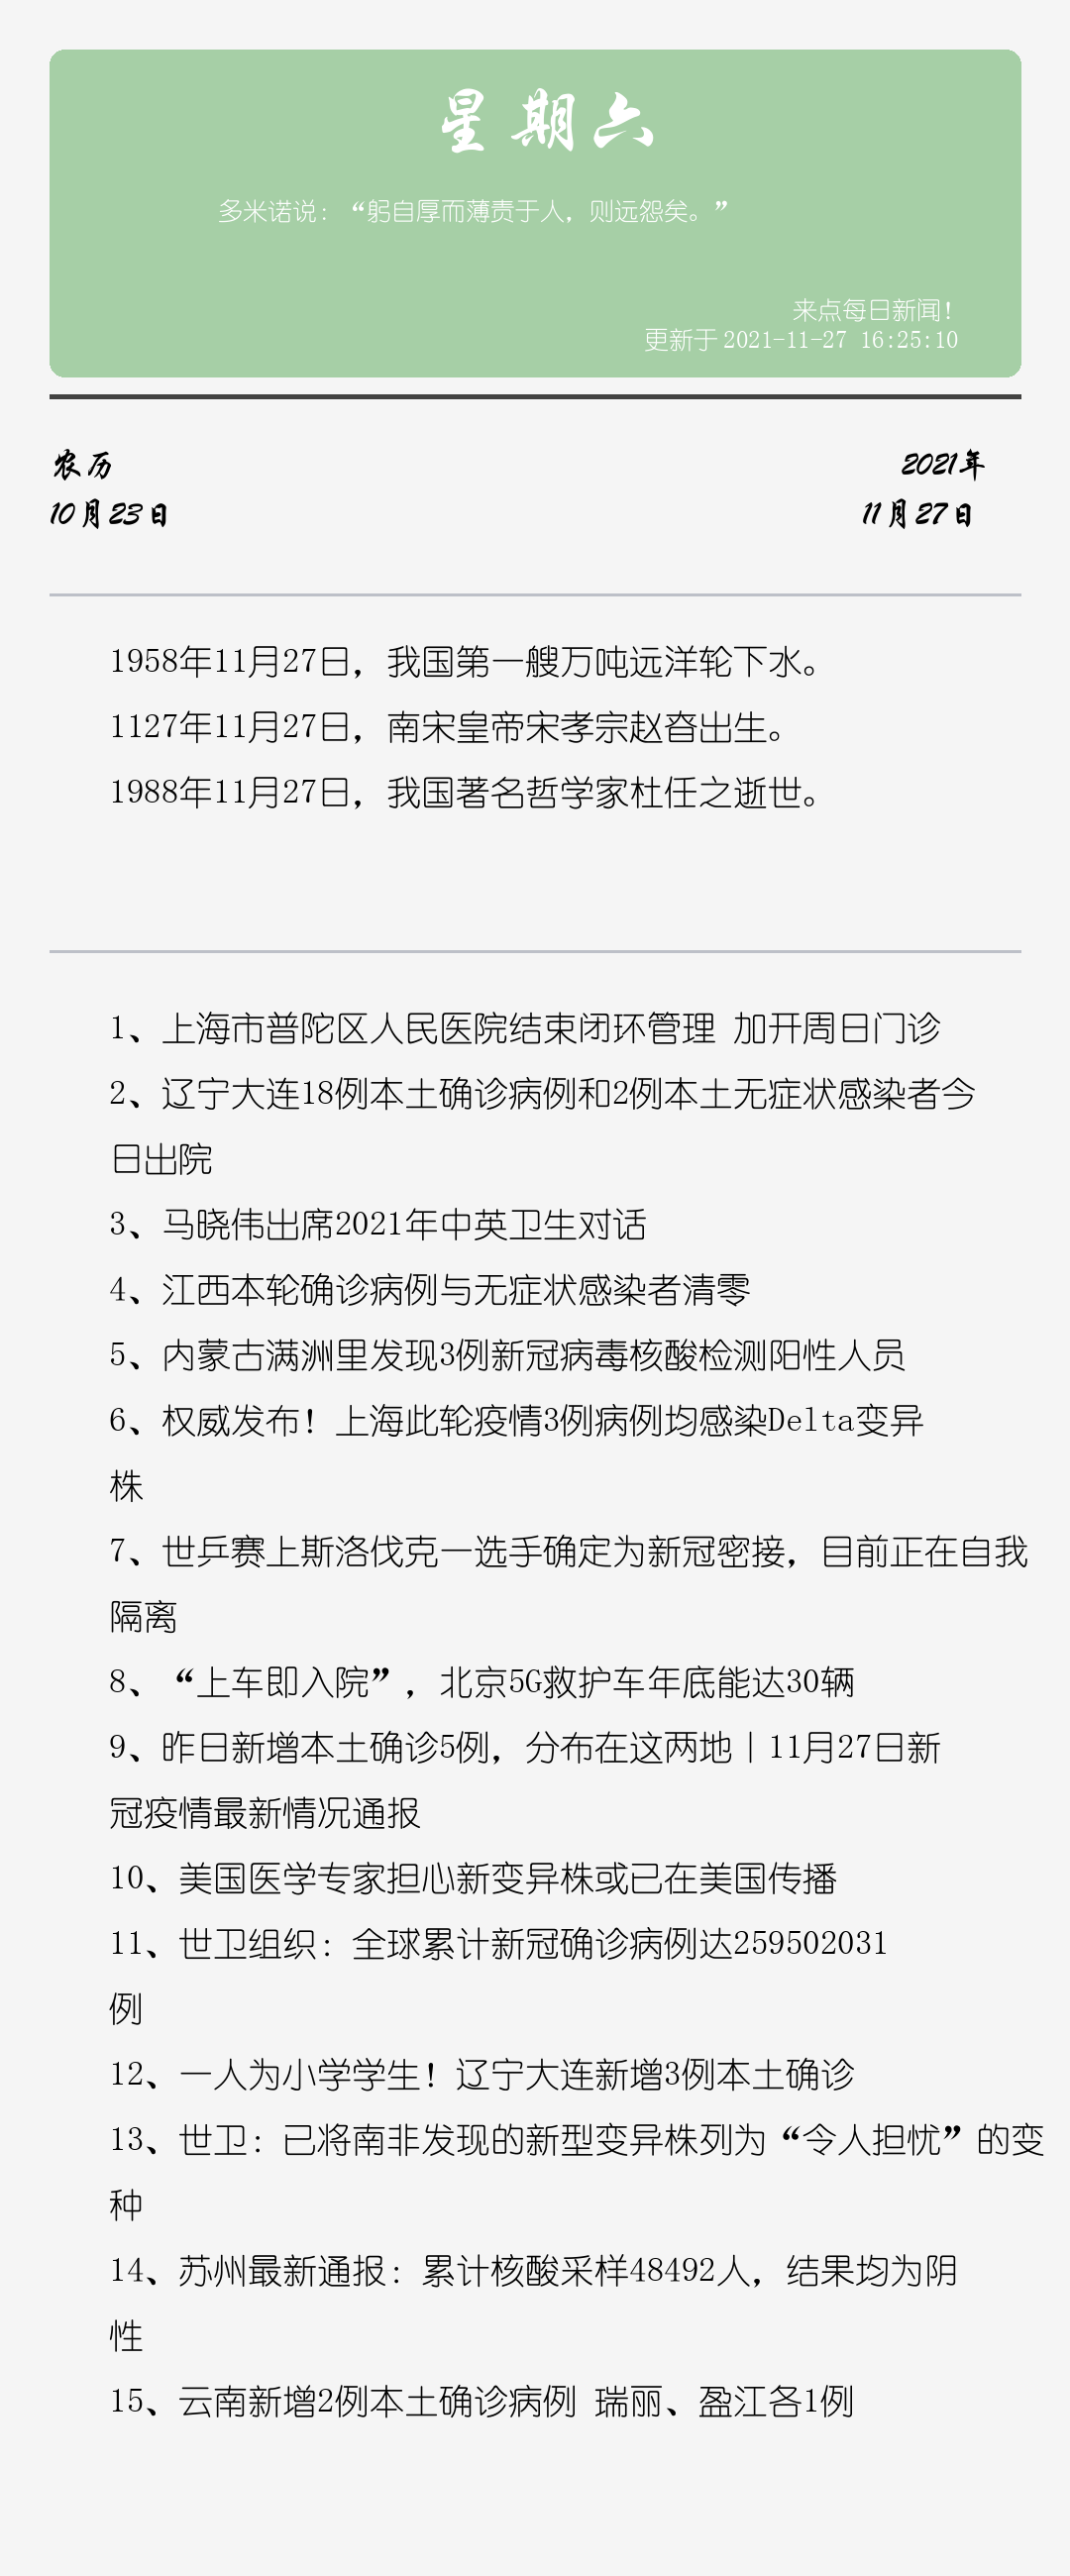 星期六
多米诺说：“躬自厚而薄责于人，则远怨矣。”
来点每日新闻！
更新于 2021-11-27 16:25:10
农历
2021年
10月23日
11月27日
1958年11月27日，我国第一艘万吨远洋轮下水。
1127年11月27日，南宋皇帝宋孝宗赵昚出生。
1988年11月27日，我国著名哲学家杜任之逝世。
1、上海市普陀区人民医院结束闭环管理 加开周日门诊
2、辽宁大连18例本土确诊病例和2例本土无症状感染者今
日出院
3、马晓伟出席2021年中英卫生对话
4、江西本轮确诊病例与无症状感染者清零
5、内蒙古满洲里发现3例新冠病毒核酸检测阳性人员
6、权威发布！上海此轮疫情3例病例均感染Delta变异
株
7、世乒赛上斯洛伐克一选手确定为新冠密接，目前正在自我
隔离
8、“上车即入院”，北京5G救护车年底能达30辆
9、昨日新增本土确诊5例，分布在这两地丨11月27日新
冠疫情最新情况通报
10、美国医学专家担心新变异株或已在美国传播
11、世卫组织：全球累计新冠确诊病例达259502031
例
12、一人为小学学生！辽宁大连新增3例本土确诊
13、世卫：已将南非发现的新型变异株列为“令人担忧”的变
种
14、苏州最新通报：累计核酸采样48492人，结果均为阴
性
15、云南新增2例本土确诊病例 瑞丽、盈江各1例